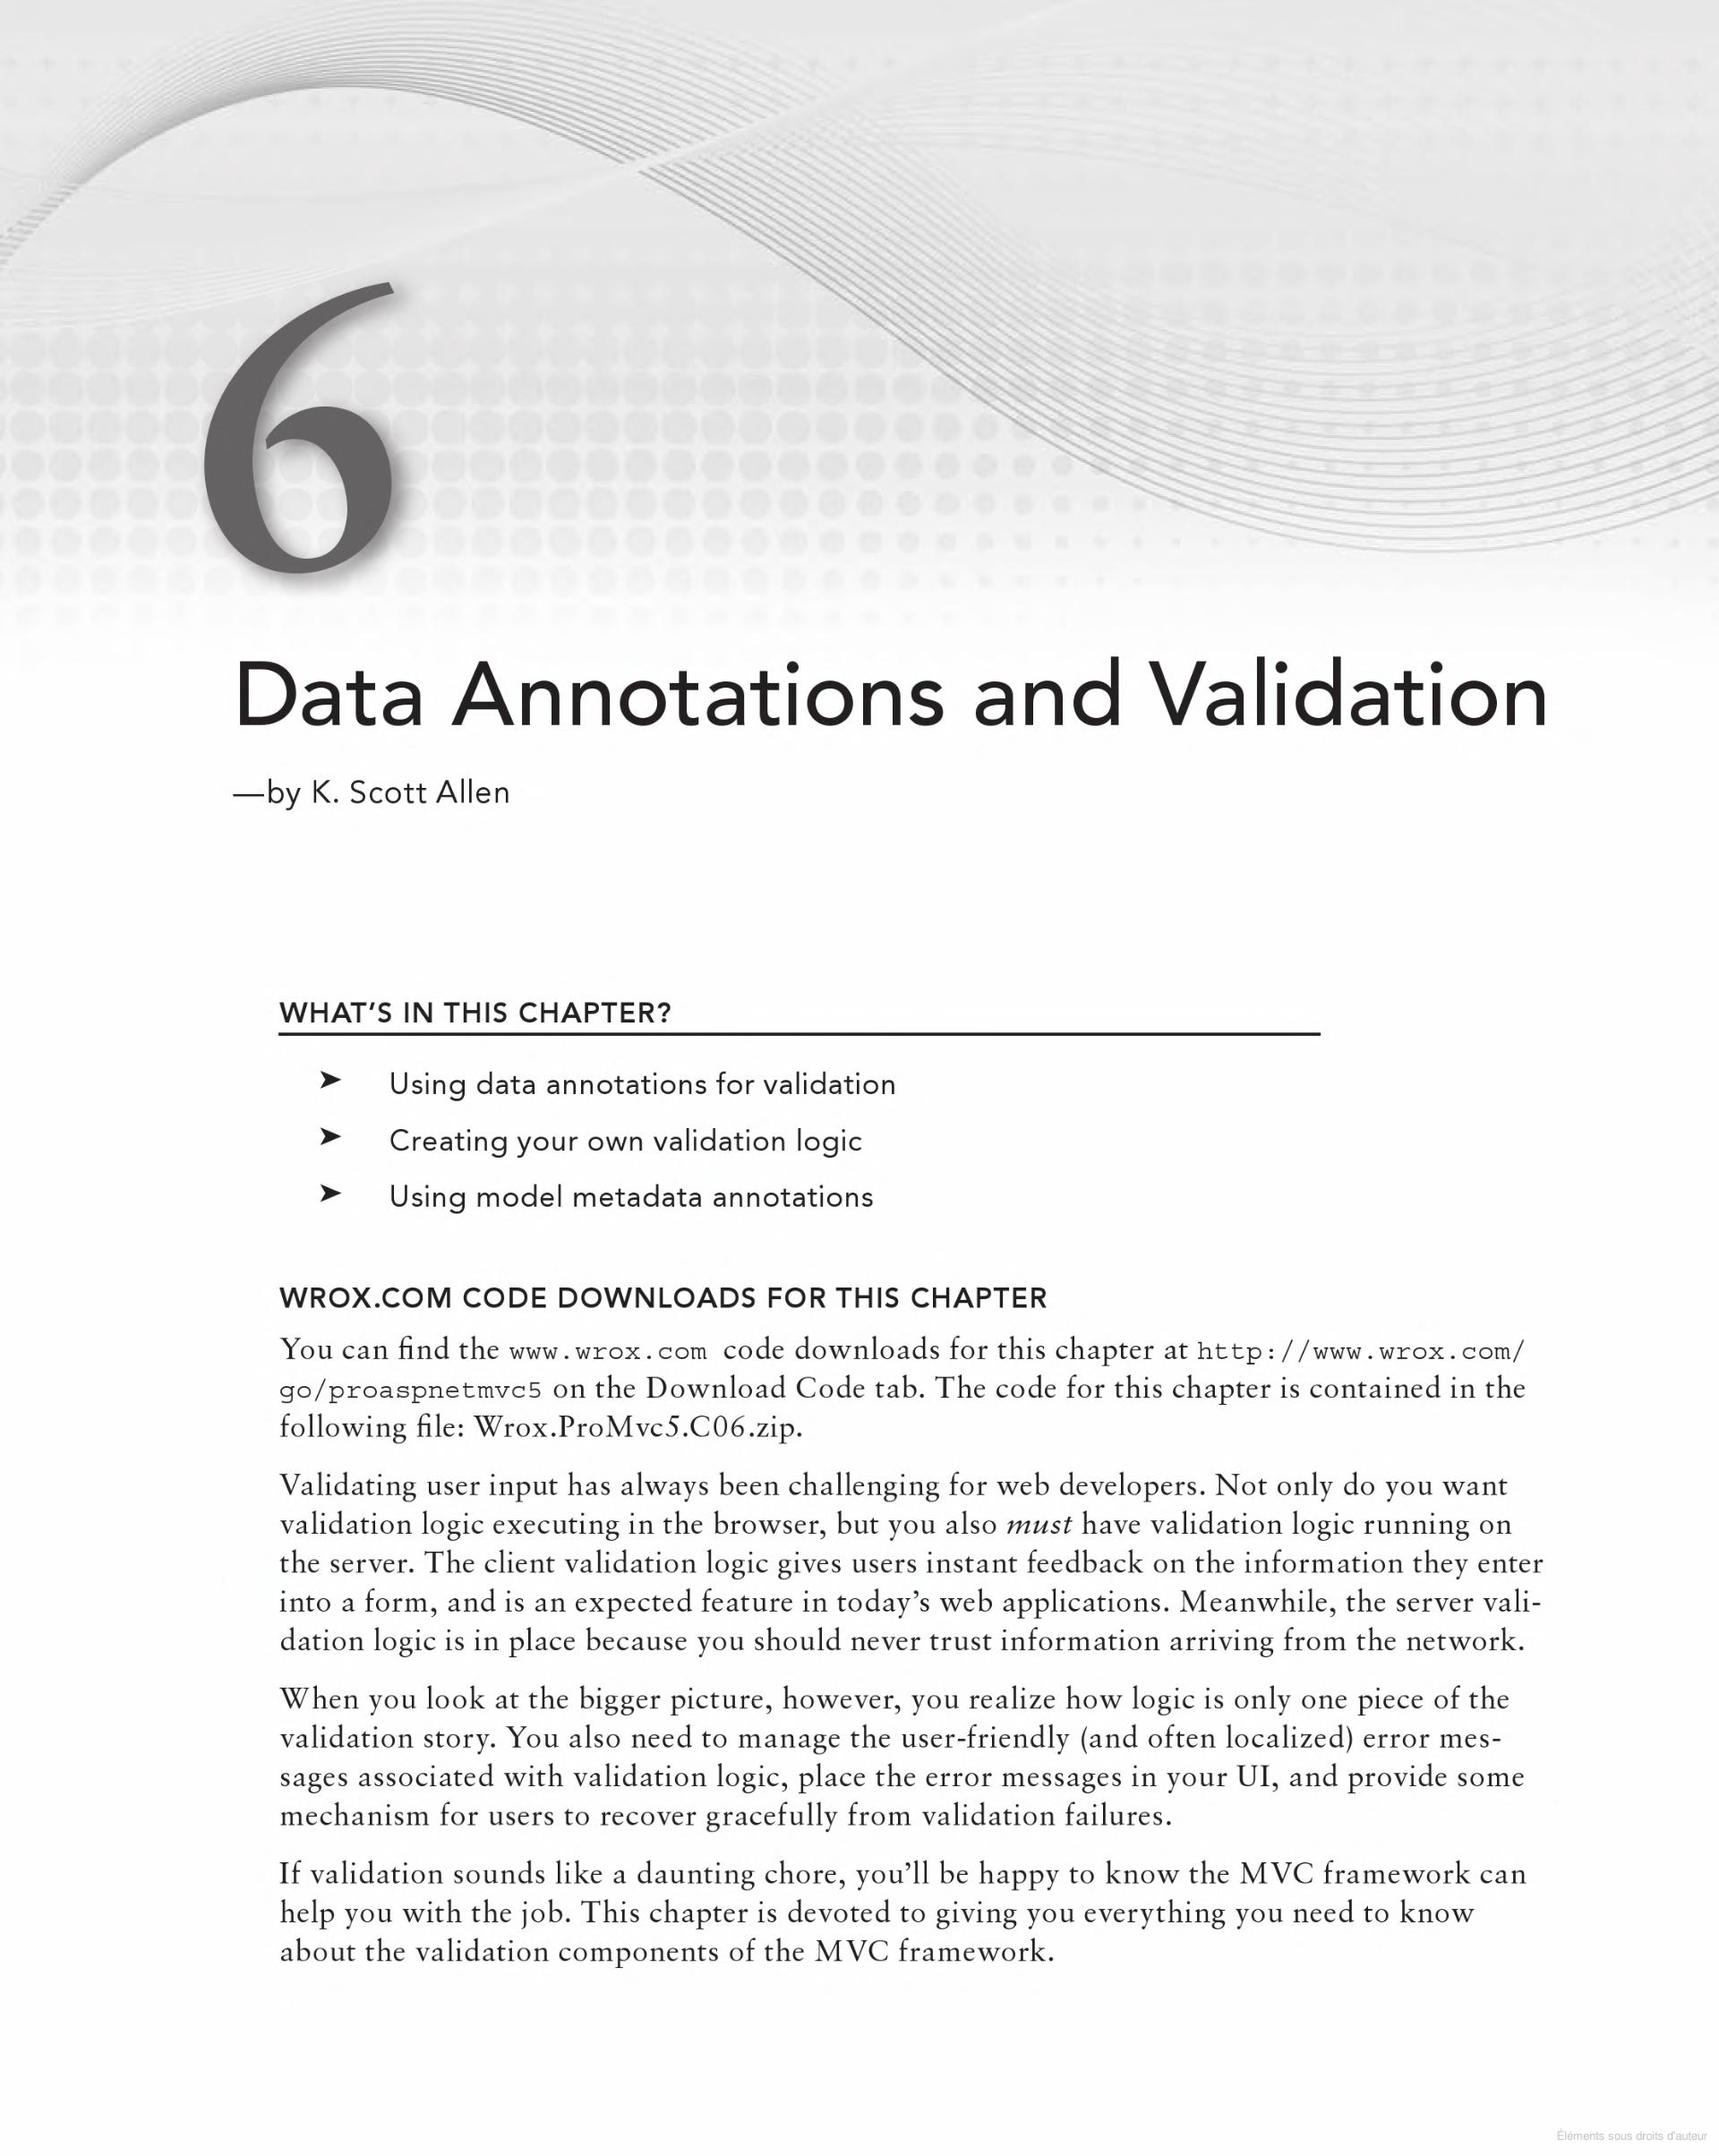 6
Data Annotations and Validation
—by K. Scott Allen
WHAT'S IN THIS CHAPTER?
➤ Using data annotations for validation
➤ Creating your own validation logic
➤ Using model metadata annotations
WROX.COM CODE DOWNLOADS FOR THIS CHAPTER
You can find the www.wrox.com code downloads for this chapter at http://www.wrox.com/
go/proaspnetmvc5 on the Download Code tab. The code for this chapter is contained in the
following file: Wrox.ProMvc5.C06.zip.
Validating user input has always been challenging for web developers. Not only do you want
validation logic executing in the browser, but you also must have validation logic running on
the server. The client validation logic gives users instant feedback on the information they enter
into a form, and is an expected feature in today's web applications. Meanwhile, the server vali-
dation logic is in place because you should never trust information arriving from the network.
When you look at the bigger picture, however, you realize how logic is only one piece of the
validation story. You also need to manage the user-friendly (and often localized) error mes-
sages associated with validation logic, place the error messages in your UI, and provide some
mechanism for users to recover gracefully from validation failures.
If validation sounds like a daunting chore, you'll be happy to know the MVC framework can
help you with the job. This chapter is devoted to giving you everything you need to know
about the validation components of the MVC framework.
Éléments sous droits d'auteur